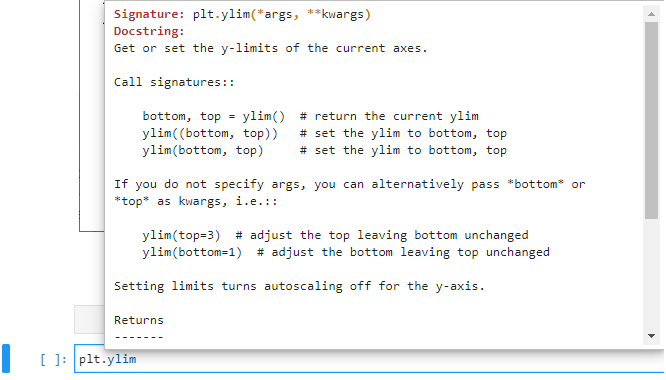 Signature: plt.ylim(*args, **kwargs)
Docstring:
Get or set the y-limits of the current axes.
Call signatures::
bottom, top = ylim()  # return the current ylim
ylim((bottom, top))   # set the ylim to bottom, top
ylim(bottom, top)     # set the ylim to bottom, top
If you do not specify args, you can alternatively pass *bottom* or
*top* as kwargs, i.e.::
ylim(top=3)  # adjust the top leaving bottom unchanged
ylim(bottom=1)  # adjust the bottom leaving top unchanged
Setting limits turns autoscaling off for the y-axis.
Returns
-------
[ ]: plt.ylim